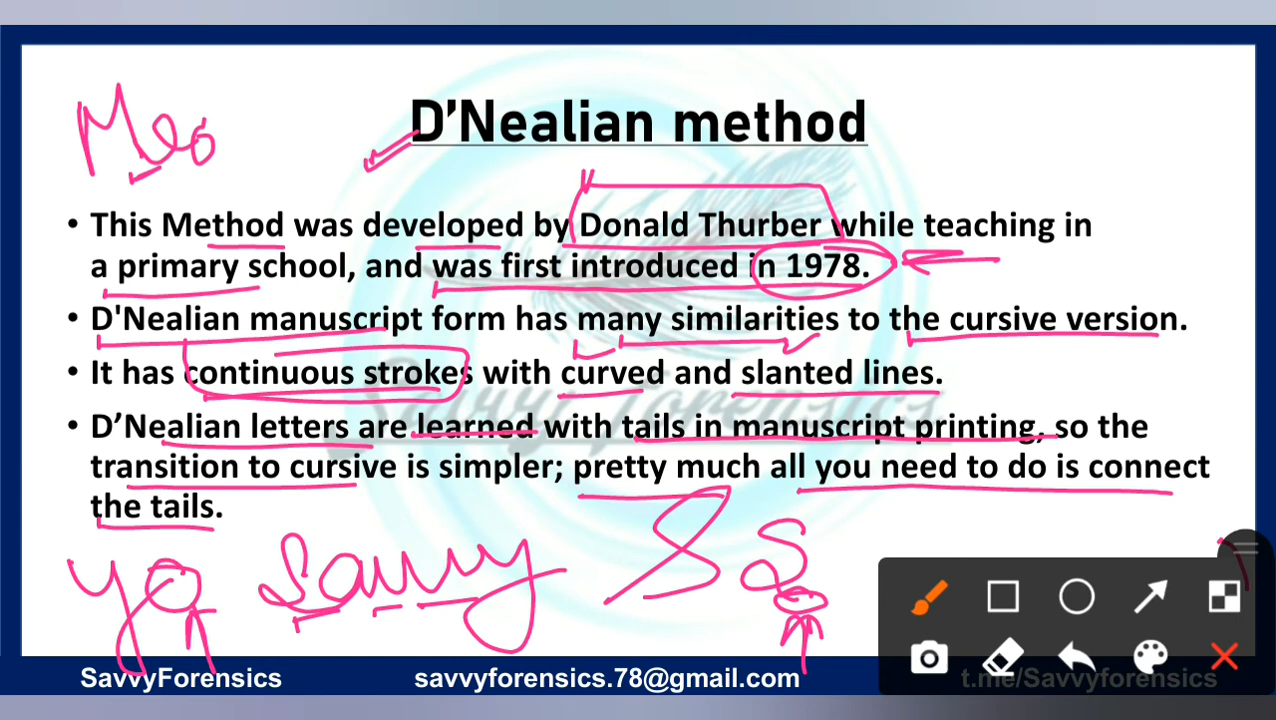 D’Nealian method
• This Method was developed by Donald Thurber while teaching in
a primary school, and was first introduced in 1978.
• D'Nealian manuscript form has many similarities to the cursive version.
• It has continuous strokes with curved and slanted lines.
• D’Nealian letters are learned with tails in manuscript printing, so the
transition to cursive is simpler; pretty much all you need to do is connect
the tails.
Savvy Forensics
Savvy
SavvyForensics savvyforensics.78@gmail.com t.me/Savvyforensics